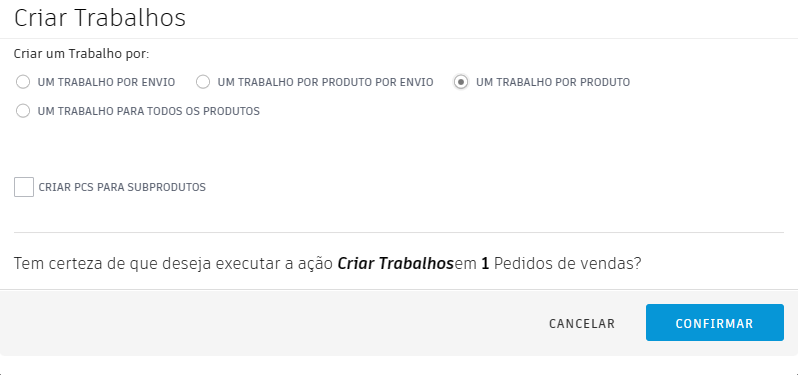 Criar Trabalhos
Criar um Trabalho por:
UM TRABALHO POR ENVIO UM TRABALHO POR PRODUTO POR ENVIO UM TRABALHO POR PRODUTO
UM TRABALHO PARA TODOS OS PRODUTOS
CRIAR PCS PARA SUBPRODUTOS
Tem certeza de que deseja executar a ação Criar Trabalhosem 1 Pedidos de vendas?
CANCELAR CONFIRMAR